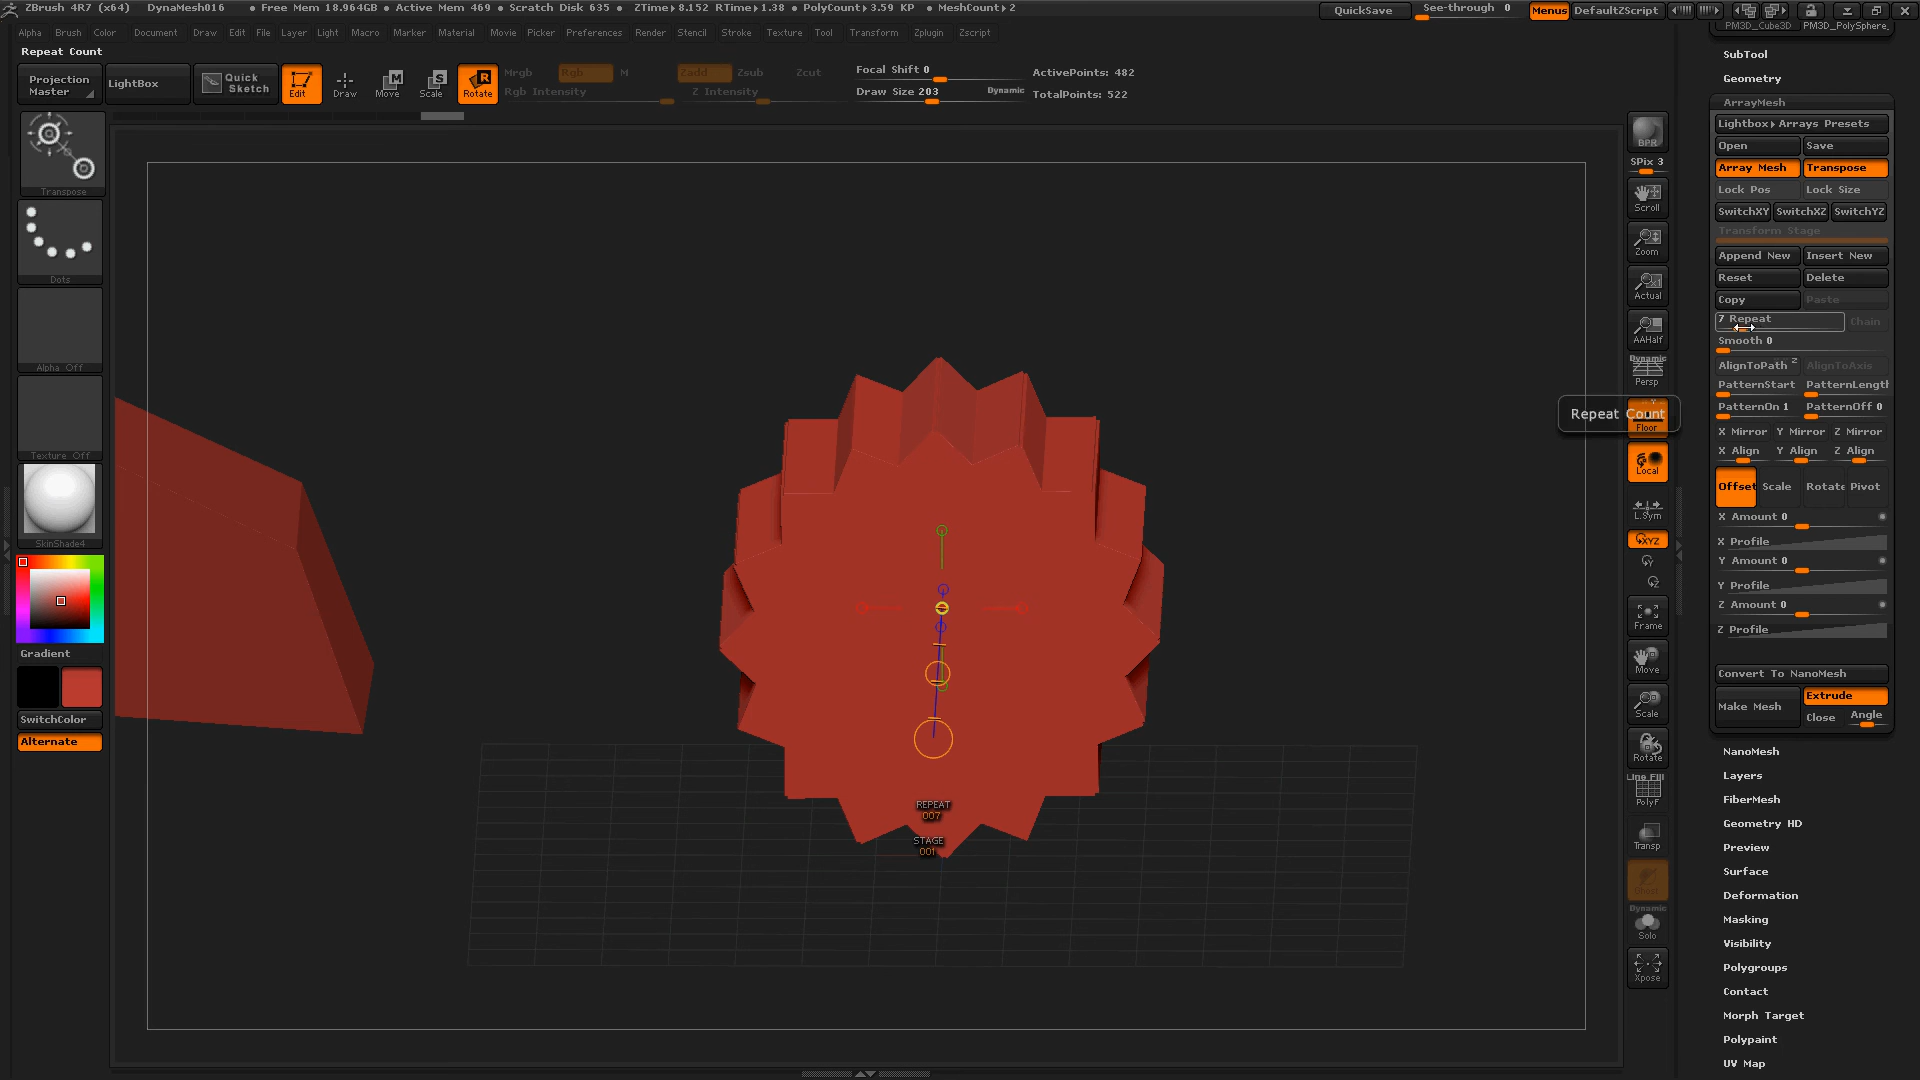 ZBrush 4R7 (x64) DynaMesh016 • Free Mem 18.964GB • Active Mem 469 • Scratch Disk 635 • ZTime▸8.152 RTime▸1.38 • PolyCount▸3.59 KP • MeshCount▸2 QuickSave See-through 0 Menus DefaultZScript
Alpha Brush Color Document Draw Edit File Layer Light Macro Marker Material Movie Picker Preferences Render Stencil Stroke Texture Tool Transform Zplugin Zscript
PM3D_Cube3D PM3D_PolySphere_
Repeat Count
Projection Master
LightBox
Quick Sketch
Edit
Draw
Move
Scale
Rotate
Mrgb Rgb M
Rgb Intensity
Zadd Zsub Zcut
Z Intensity
Focal Shift 0
Draw Size 203 Dynamic
ActivePoints: 482
TotalPoints: 522
Transpose
Dots
Alpha Off
Texture Off
SkinShade4
Gradient
SwitchColor
Alternate
REPEAT
007
STAGE
001
BPR
SPix 3
Scroll
Zoom
Actual
AAHalf
Dynamic
Persp
Floor
Local
L.Sym
XYZ
Y
Z
Frame
Move
Scale
Rotate
Line Fill
PolyF
Transp
Ghost
Dynamic
Solo
Xpose
Repeat Count
SubTool
Geometry
ArrayMesh
Lightbox▸Arrays Presets
Open Save
Array Mesh Transpose
Lock Pos Lock Size
SwitchXY SwitchXZ SwitchYZ
Transform Stage
Append New Insert New
Reset Delete
Copy Paste
7 Repeat Chain
Smooth 0
AlignToPath Z AlignToAxis
PatternStart PatternLength
PatternOn 1 PatternOff 0
X Mirror Y Mirror Z Mirror
X Align Y Align Z Align
Offset Scale Rotate Pivot
X Amount 0
X Profile
Y Amount 0
Y Profile
Z Amount 0
Z Profile
Convert To NanoMesh
Make Mesh Extrude
Close Angle
NanoMesh
Layers
FiberMesh
Geometry HD
Preview
Surface
Deformation
Masking
Visibility
Polygroups
Contact
Morph Target
Polypaint
UV Map